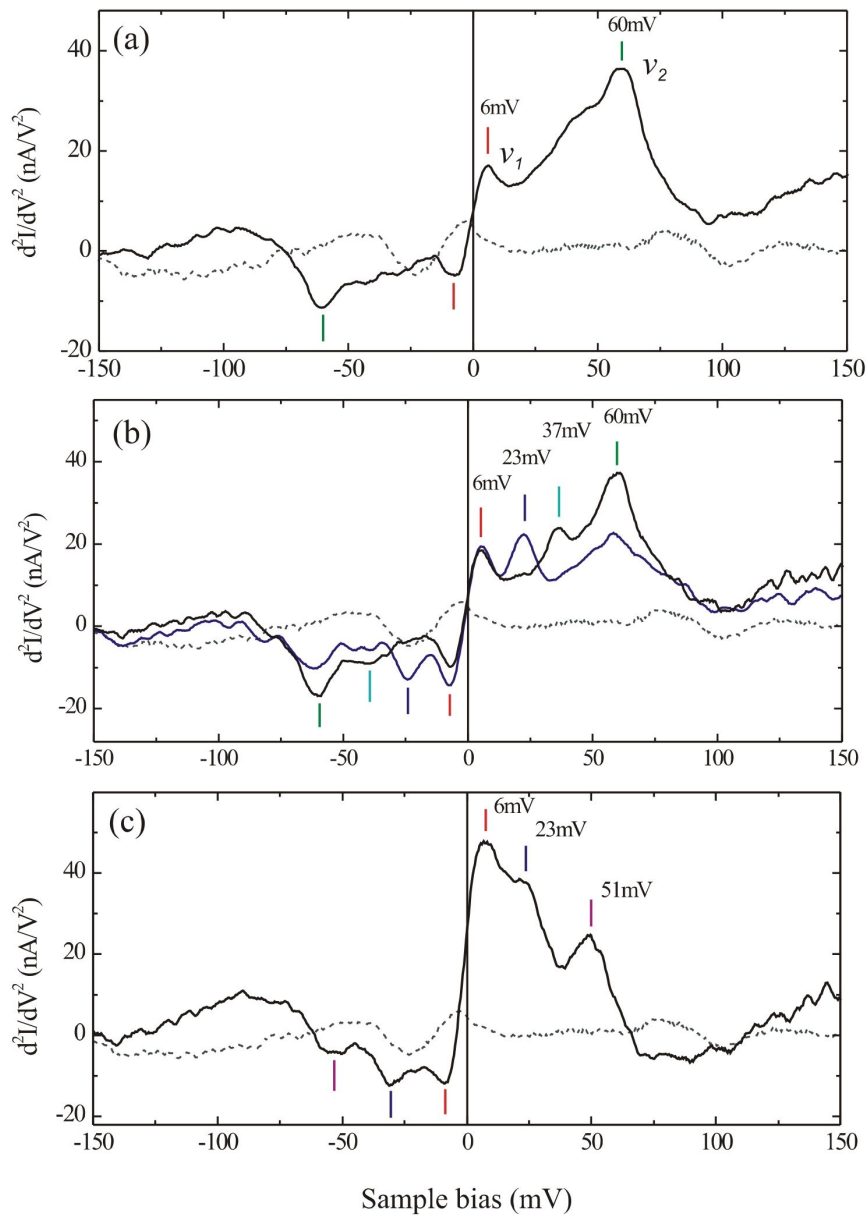 (a)
60mV
v₂
6mV
v₁
d²I/dV² (nA/V²)
40
20
0
-20
-150 -100 -50 0 50 100 150
(b)
60mV
37mV
23mV
6mV
d²I/dV² (nA/V²)
40
20
0
-20
-150 -100 -50 0 50 100 150
(c)
6mV
23mV
51mV
d²I/dV² (nA/V²)
40
20
0
-20
-150 -100 -50 0 50 100 150
Sample bias (mV)